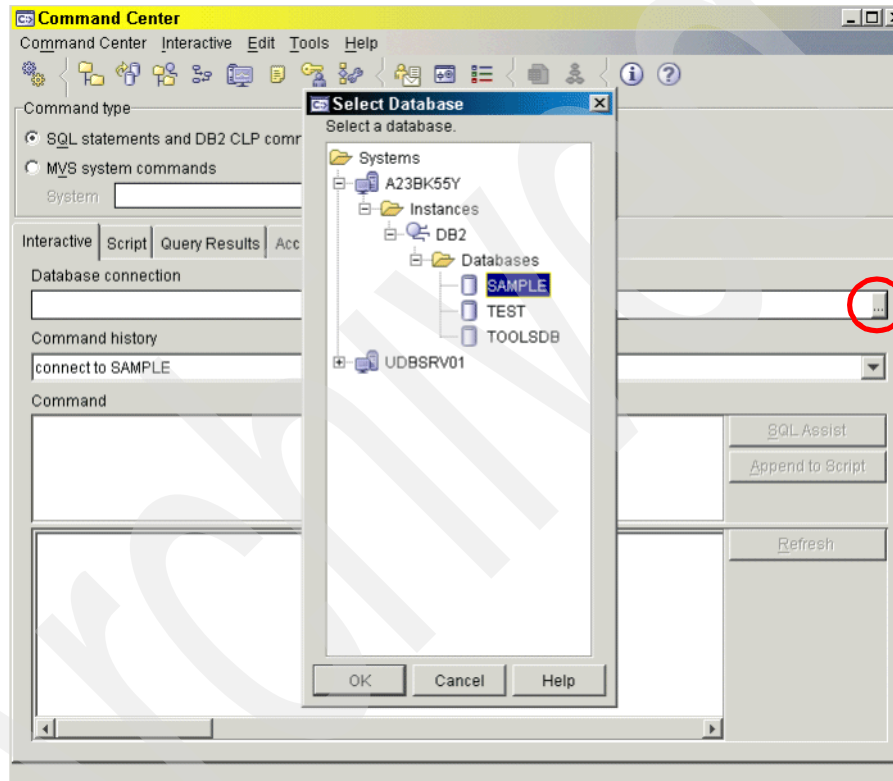 Command Center
Command Center Interactive Edit Tools Help
Command type
SQL statements and DB2 CLP comm
MVS system commands
System
Interactive Script Query Results Acc
Database connection
...
Command history
connect to SAMPLE
Command
SQL Assist
Append to Script
Refresh
Select Database
Select a database.
Systems
A23BK55Y
Instances
DB2
Databases
SAMPLE
TEST
TOOLSDB
UDBSRV01
OK Cancel Help